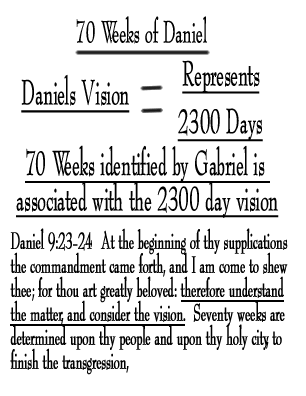 70 Weeks of Daniel
Daniels Vision = Represents
2300 Days
70 Weeks identified by Gabriel is
associated with the 2300 day vision
Daniel 9:23-24 At the beginning of thy supplications
the commandment came forth, and I am come to shew
thee; for thou art greatly beloved: therefore understand
the matter, and consider the vision. Seventy weeks are
determined upon thy people and upon thy holy city, to
finish the transgression,